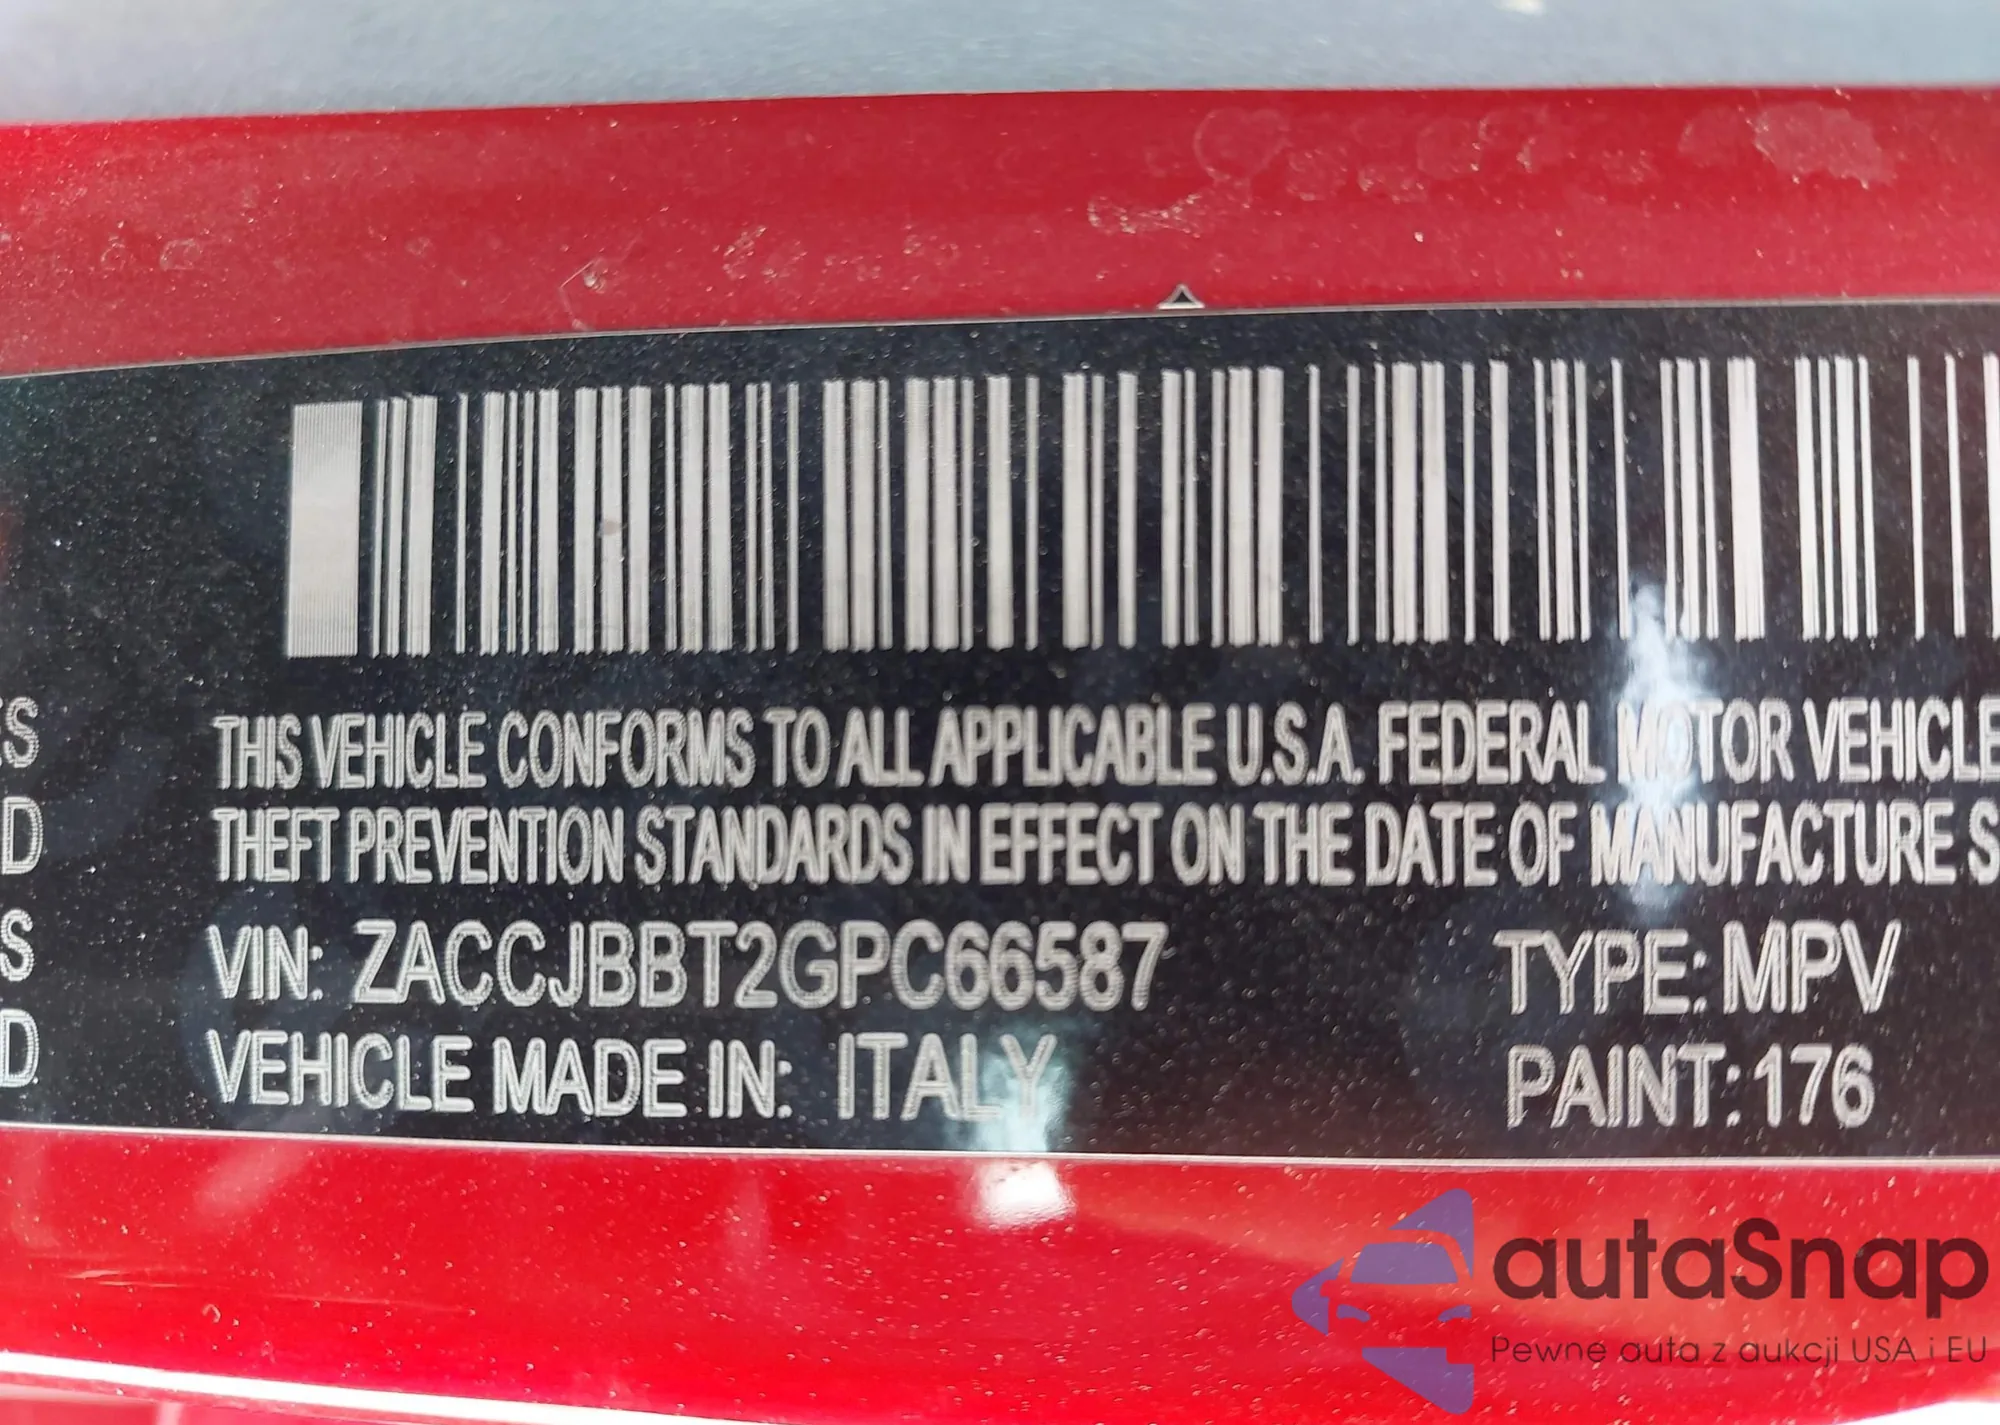 ES
D
S
D
THIS VEHICLE CONFORMS TO ALL APPLICABLE U.S.A. FEDERAL MOTOR VEHICLE
THEFT PREVENTION STANDARDS IN EFFECT ON THE DATE OF MANUFACTURE S
VIN: ZACCJBBT2GPC66587 TYPE: MPV
VEHICLE MADE IN: ITALY PAINT: 176
autaSnap
Pewne auta z aukcji USA i EU